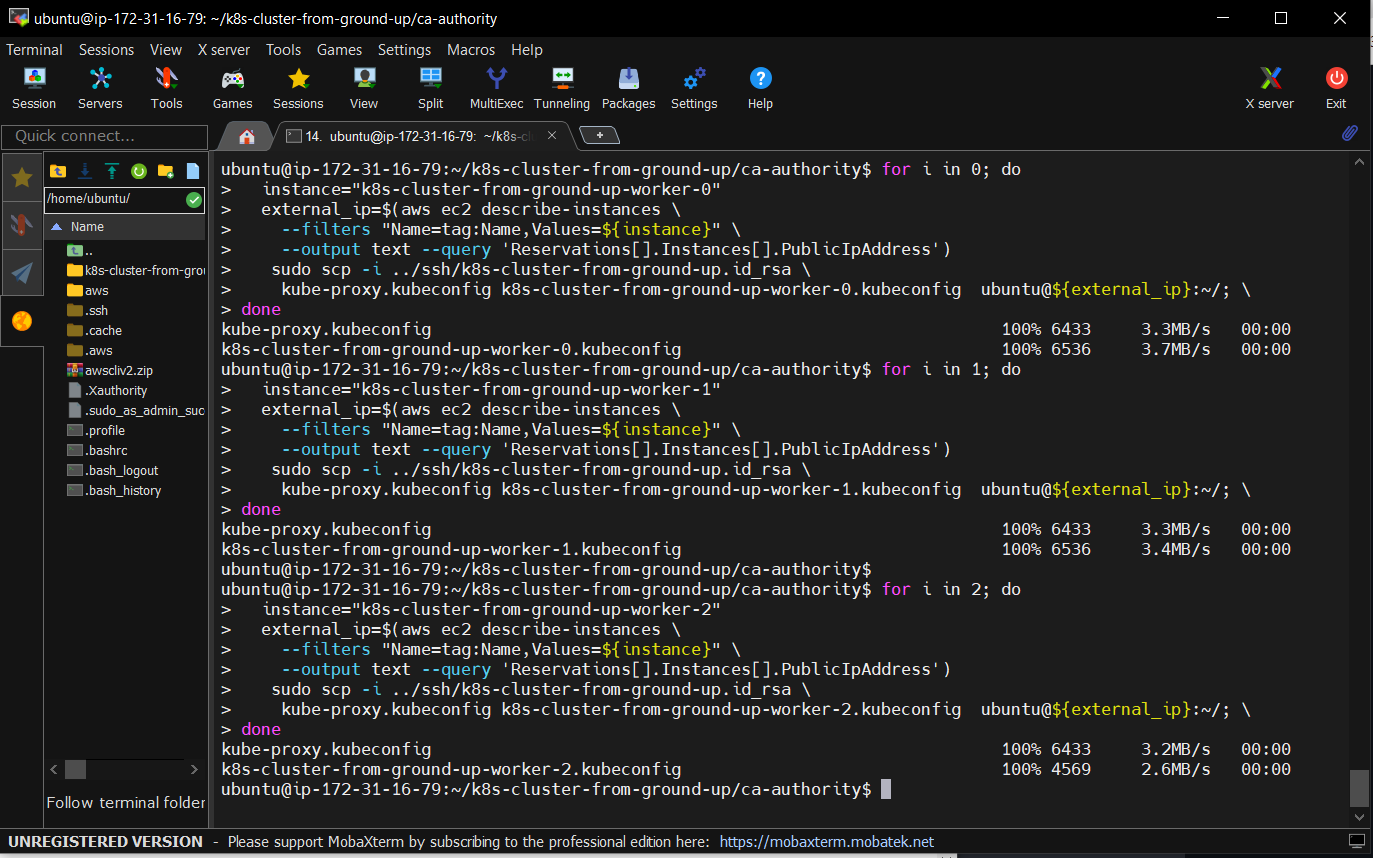 ubuntu@ip-172-31-16-79: ~/k8s-cluster-from-ground-up/ca-authority
Terminal Sessions View X server Tools Games Settings Macros Help
Session Servers Tools Games Sessions View Split MultiExec Tunneling Packages Settings Help X server Exit
Quick connect...
14. ubuntu@ip-172-31-16-79: ~/k8s-cl
/home/ubuntu/
Name
..
k8s-cluster-from-grou
aws
.ssh
.cache
.aws
awscliv2.zip
.Xauthority
.sudo_as_admin_suc
.profile
.bashrc
.bash_logout
.bash_history
Follow terminal folder
ubuntu@ip-172-31-16-79:~/k8s-cluster-from-ground-up/ca-authority$ for i in 0; do
>   instance="k8s-cluster-from-ground-up-worker-0"
>   external_ip=$(aws ec2 describe-instances \
>     --filters "Name=tag:Name,Values=${instance}" \
>     --output text --query 'Reservations[].Instances[].PublicIpAddress')
>    sudo scp -i ../ssh/k8s-cluster-from-ground-up.id_rsa \
>     kube-proxy.kubeconfig k8s-cluster-from-ground-up-worker-0.kubeconfig  ubuntu@${external_ip}:~/; \
> done
kube-proxy.kubeconfig 100% 6433 3.3MB/s 00:00
k8s-cluster-from-ground-up-worker-0.kubeconfig 100% 6536 3.7MB/s 00:00
ubuntu@ip-172-31-16-79:~/k8s-cluster-from-ground-up/ca-authority$ for i in 1; do
>   instance="k8s-cluster-from-ground-up-worker-1"
>   external_ip=$(aws ec2 describe-instances \
>     --filters "Name=tag:Name,Values=${instance}" \
>     --output text --query 'Reservations[].Instances[].PublicIpAddress')
>    sudo scp -i ../ssh/k8s-cluster-from-ground-up.id_rsa \
>     kube-proxy.kubeconfig k8s-cluster-from-ground-up-worker-1.kubeconfig  ubuntu@${external_ip}:~/; \
> done
kube-proxy.kubeconfig 100% 6433 3.3MB/s 00:00
k8s-cluster-from-ground-up-worker-1.kubeconfig 100% 6536 3.4MB/s 00:00
ubuntu@ip-172-31-16-79:~/k8s-cluster-from-ground-up/ca-authority$
ubuntu@ip-172-31-16-79:~/k8s-cluster-from-ground-up/ca-authority$ for i in 2; do
>   instance="k8s-cluster-from-ground-up-worker-2"
>   external_ip=$(aws ec2 describe-instances \
>     --filters "Name=tag:Name,Values=${instance}" \
>     --output text --query 'Reservations[].Instances[].PublicIpAddress')
>    sudo scp -i ../ssh/k8s-cluster-from-ground-up.id_rsa \
>     kube-proxy.kubeconfig k8s-cluster-from-ground-up-worker-2.kubeconfig  ubuntu@${external_ip}:~/; \
> done
kube-proxy.kubeconfig 100% 6433 3.2MB/s 00:00
k8s-cluster-from-ground-up-worker-2.kubeconfig 100% 4569 2.6MB/s 00:00
ubuntu@ip-172-31-16-79:~/k8s-cluster-from-ground-up/ca-authority$
UNREGISTERED VERSION - Please support MobaXterm by subscribing to the professional edition here: https://mobaxterm.mobatek.net